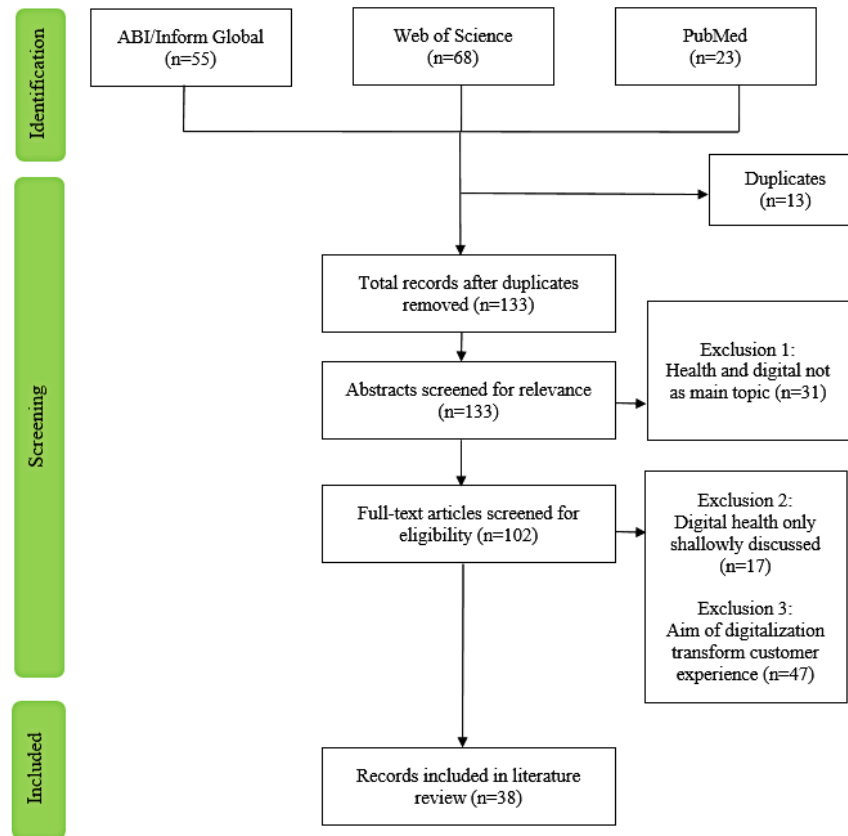 Identification
ABI/Inform Global
(n=55)
Web of Science
(n=68)
PubMed
(n=23)
Screening
Duplicates
(n=13)
Total records after duplicates
removed (n=133)
Abstracts screened for relevance
(n=133)
Exclusion 1:
Health and digital not
as main topic (n=31)
Full-text articles screened for
eligibility (n=102)
Exclusion 2:
Digital health only
shallowly discussed
(n=17)
Exclusion 3:
Aim of digitalization
transform customer
experience (n=47)
Included
Records included in literature
review (n=38)